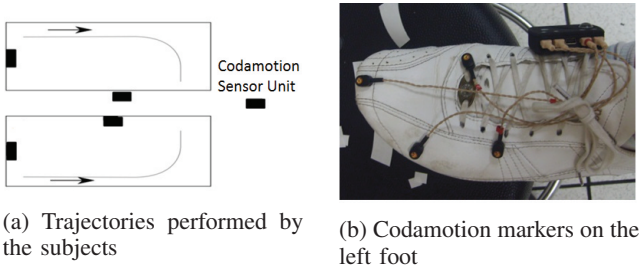 Codamotion
Sensor Unit
(a) Trajectories performed by
the subjects
(b) Codamotion markers on the
left foot